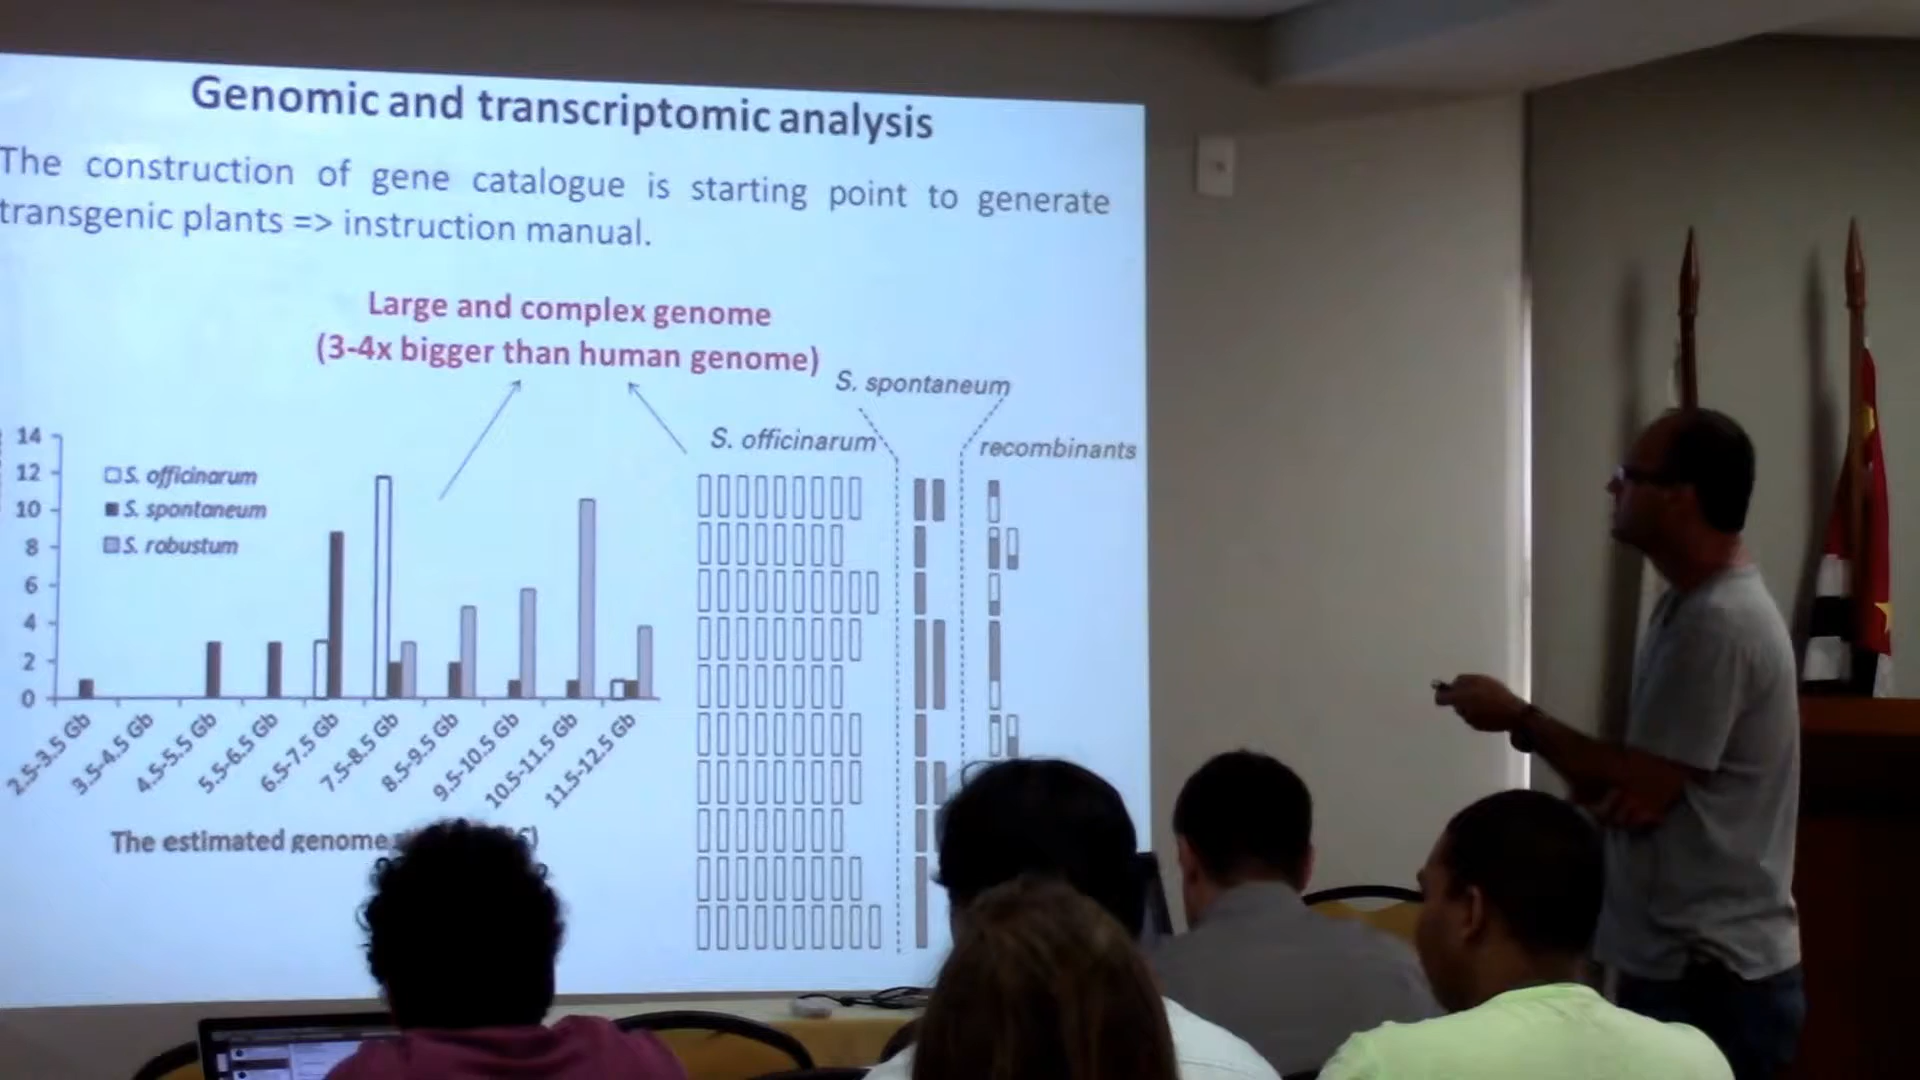 Genomic and transcriptomic analysis
The construction of gene catalogue is starting point to generate
transgenic plants => instruction manual.
Large and complex genome
(3-4x bigger than human genome)
S. spontaneum
S. officinarum
recombinants
14
12
10
8
6
4
2
0
S. officinarum
S. spontaneum
S. robustum
2.5-3.5 Gb
3.5-4.5 Gb
4.5-5.5 Gb
5.5-6.5 Gb
6.5-7.5 Gb
7.5-8.5 Gb
8.5-9.5 Gb
9.5-10.5 Gb
10.5-11.5 Gb
11.5-12.5 Gb
The estimated genome